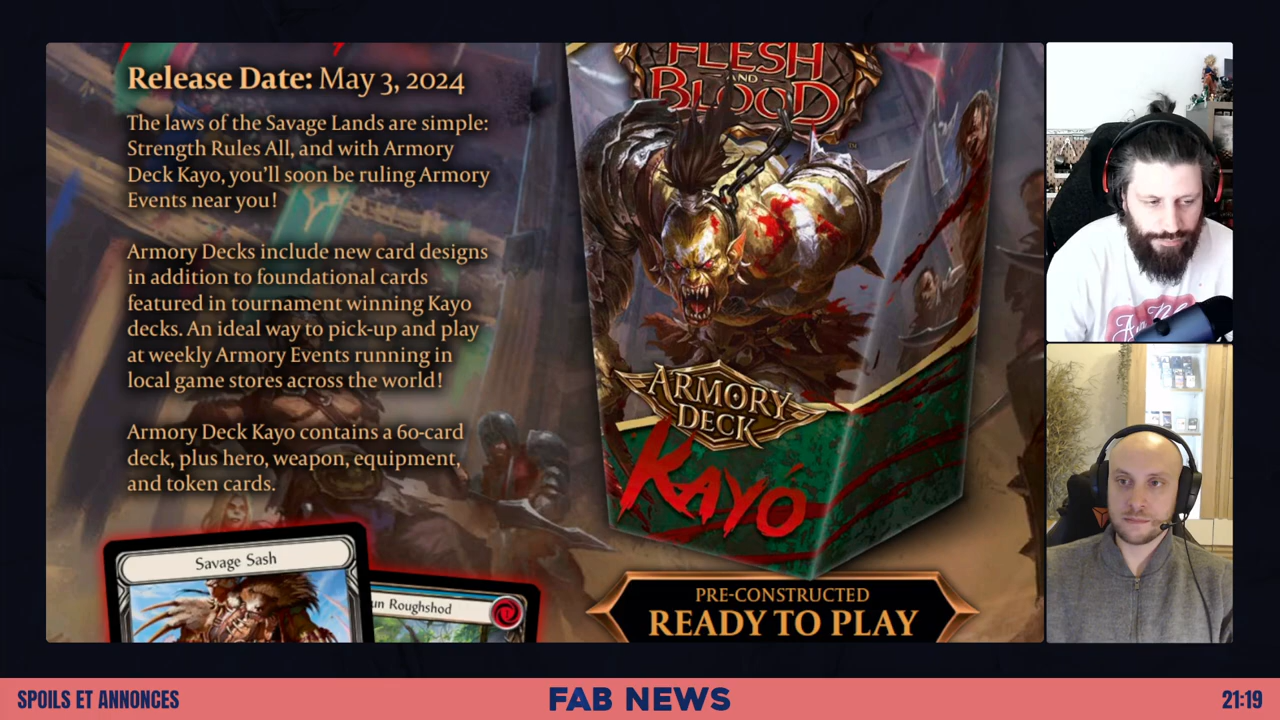 Release Date: May 3, 2024
The laws of the Savage Lands are simple:
Strength Rules All, and with Armory
Deck Kayo, you'll soon be ruling Armory
Events near you!
Armory Decks include new card designs
in addition to foundational cards
featured in tournament winning Kayo
decks. An ideal way to pick-up and play
at weekly Armory Events running in
local game stores across the world!
Armory Deck Kayo contains a 60-card
deck, plus hero, weapon, equipment,
and token cards.
Savage Sash
un Roughshod
FLESH
AND
BLOOD
™
ARMORY
DECK
KAYO
PRE-CONSTRUCTED
READY TO PLAY
SPOILS ET ANNONCES
FAB NEWS
21:19